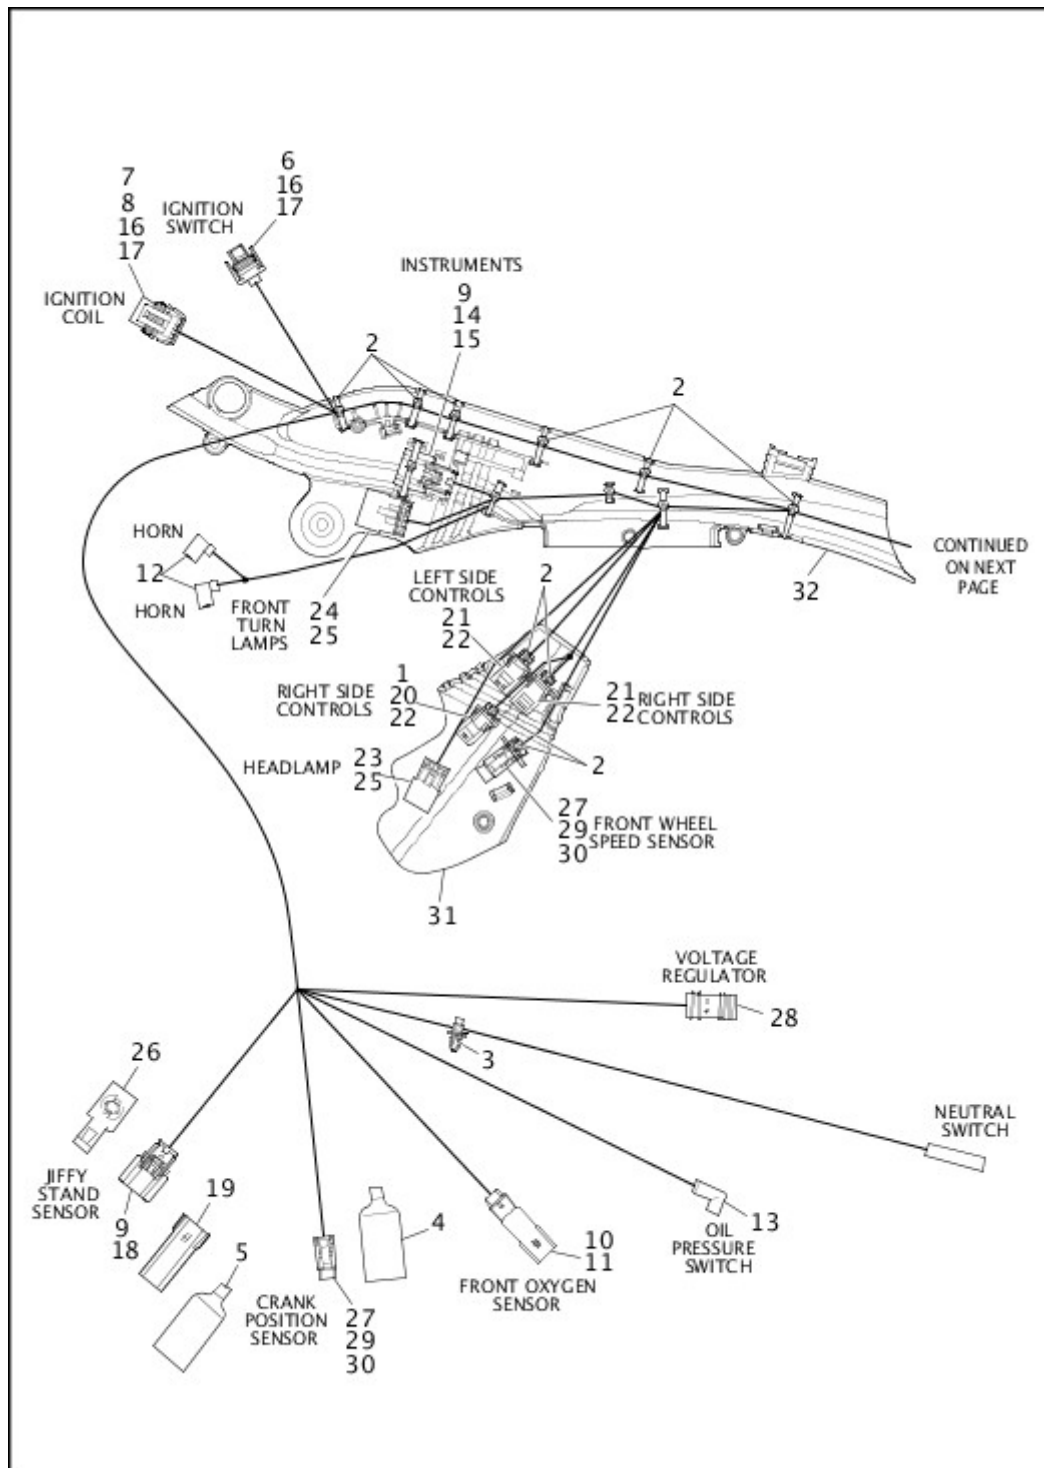 6
16
17
7
8
16
17
IGNITION
SWITCH
INSTRUMENTS
9
14
15
IGNITION
COIL
2
2
HORN
12
HORN
FRONT
TURN
LAMPS
24
25
LEFT SIDE
CONTROLS
21
22
2
32
CONTINUED
ON NEXT
PAGE
RIGHT SIDE
CONTROLS
1
20
22
21
22
RIGHT SIDE
CONTROLS
HEADLAMP
23
25
2
27
29
30
FRONT WHEEL
SPEED SENSOR
31
VOLTAGE
REGULATOR
28
3
26
NEUTRAL
SWITCH
JIFFY
STAND
SENSOR
9
18
19
5
4
CRANK
POSITION
SENSOR
27
29
30
10
11
FRONT OXYGEN
SENSOR
13
OIL
PRESSURE
SWITCH